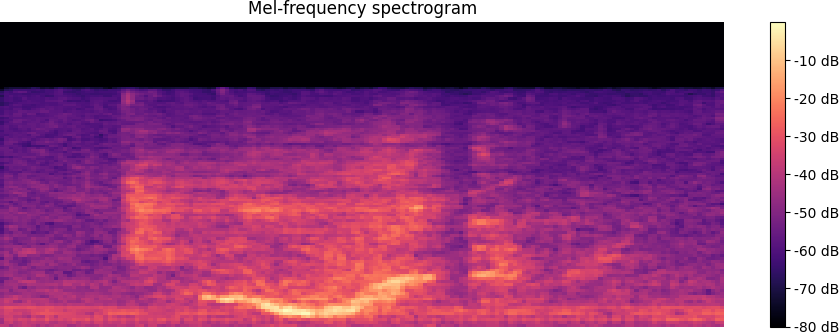 Mel-frequency spectrogram
-10 dB
-20 dB
-30 dB
-40 dB
-50 dB
-60 dB
-70 dB
-80 dB